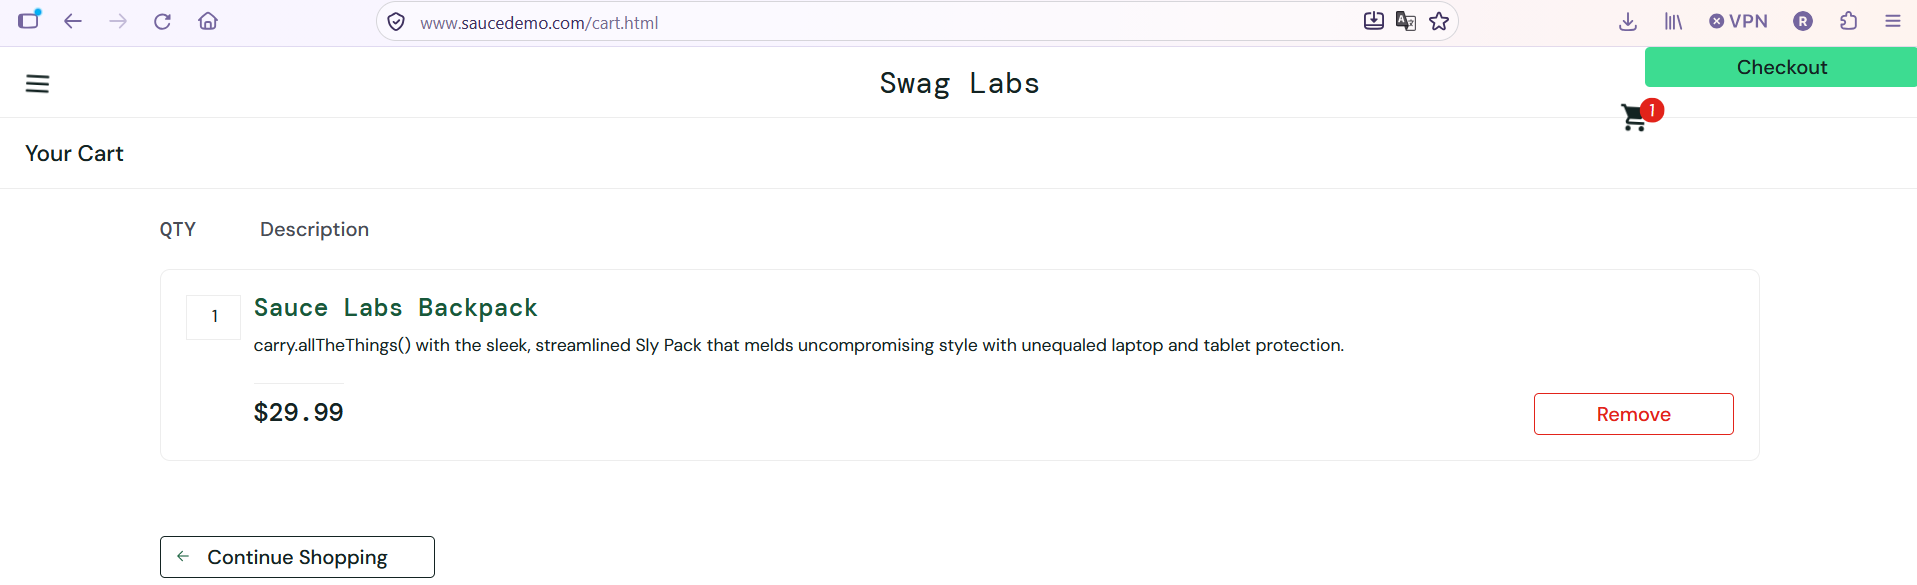 www.saucedemo.com/cart.html
VPN
R
Swag Labs
Checkout
1
Your Cart
QTY Description
1
Sauce Labs Backpack
carry.allTheThings() with the sleek, streamlined Sly Pack that melds uncompromising style with unequaled laptop and tablet protection.
$29.99
Remove
Continue Shopping